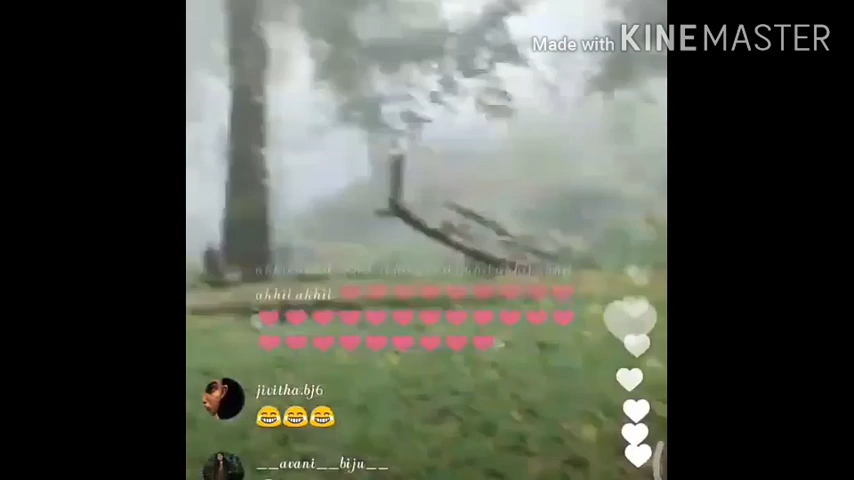 Made with KINEMASTER
akhil akhil ❤️❤️❤️❤️❤️❤️❤️❤️❤️
❤️❤️❤️❤️❤️❤️❤️❤️❤️❤️❤️❤️
❤️❤️❤️❤️❤️❤️❤️❤️❤️
jivitha.bj6
😂😂😂
__avani__biju__